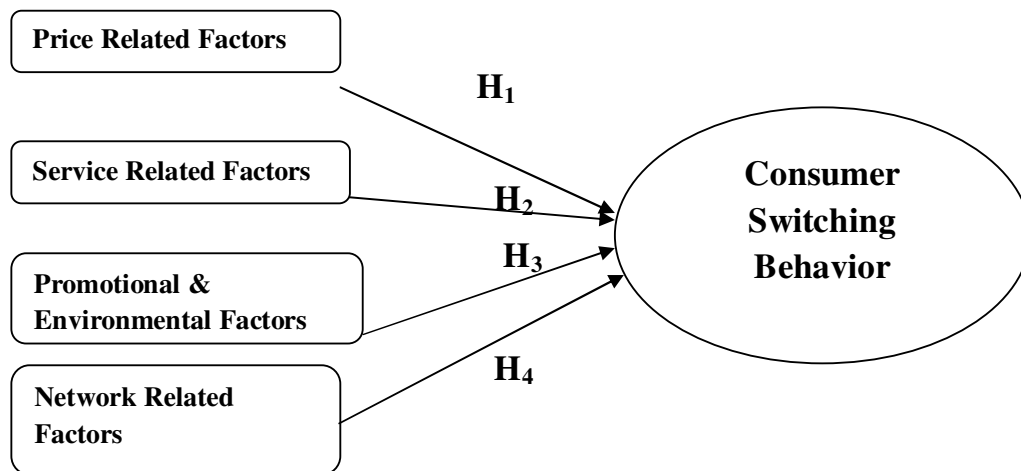 Price Related Factors
H₁
Service Related Factors
H₂
Promotional &
Environmental Factors
H₃
Network Related
Factors
H₄
Consumer
Switching
Behavior